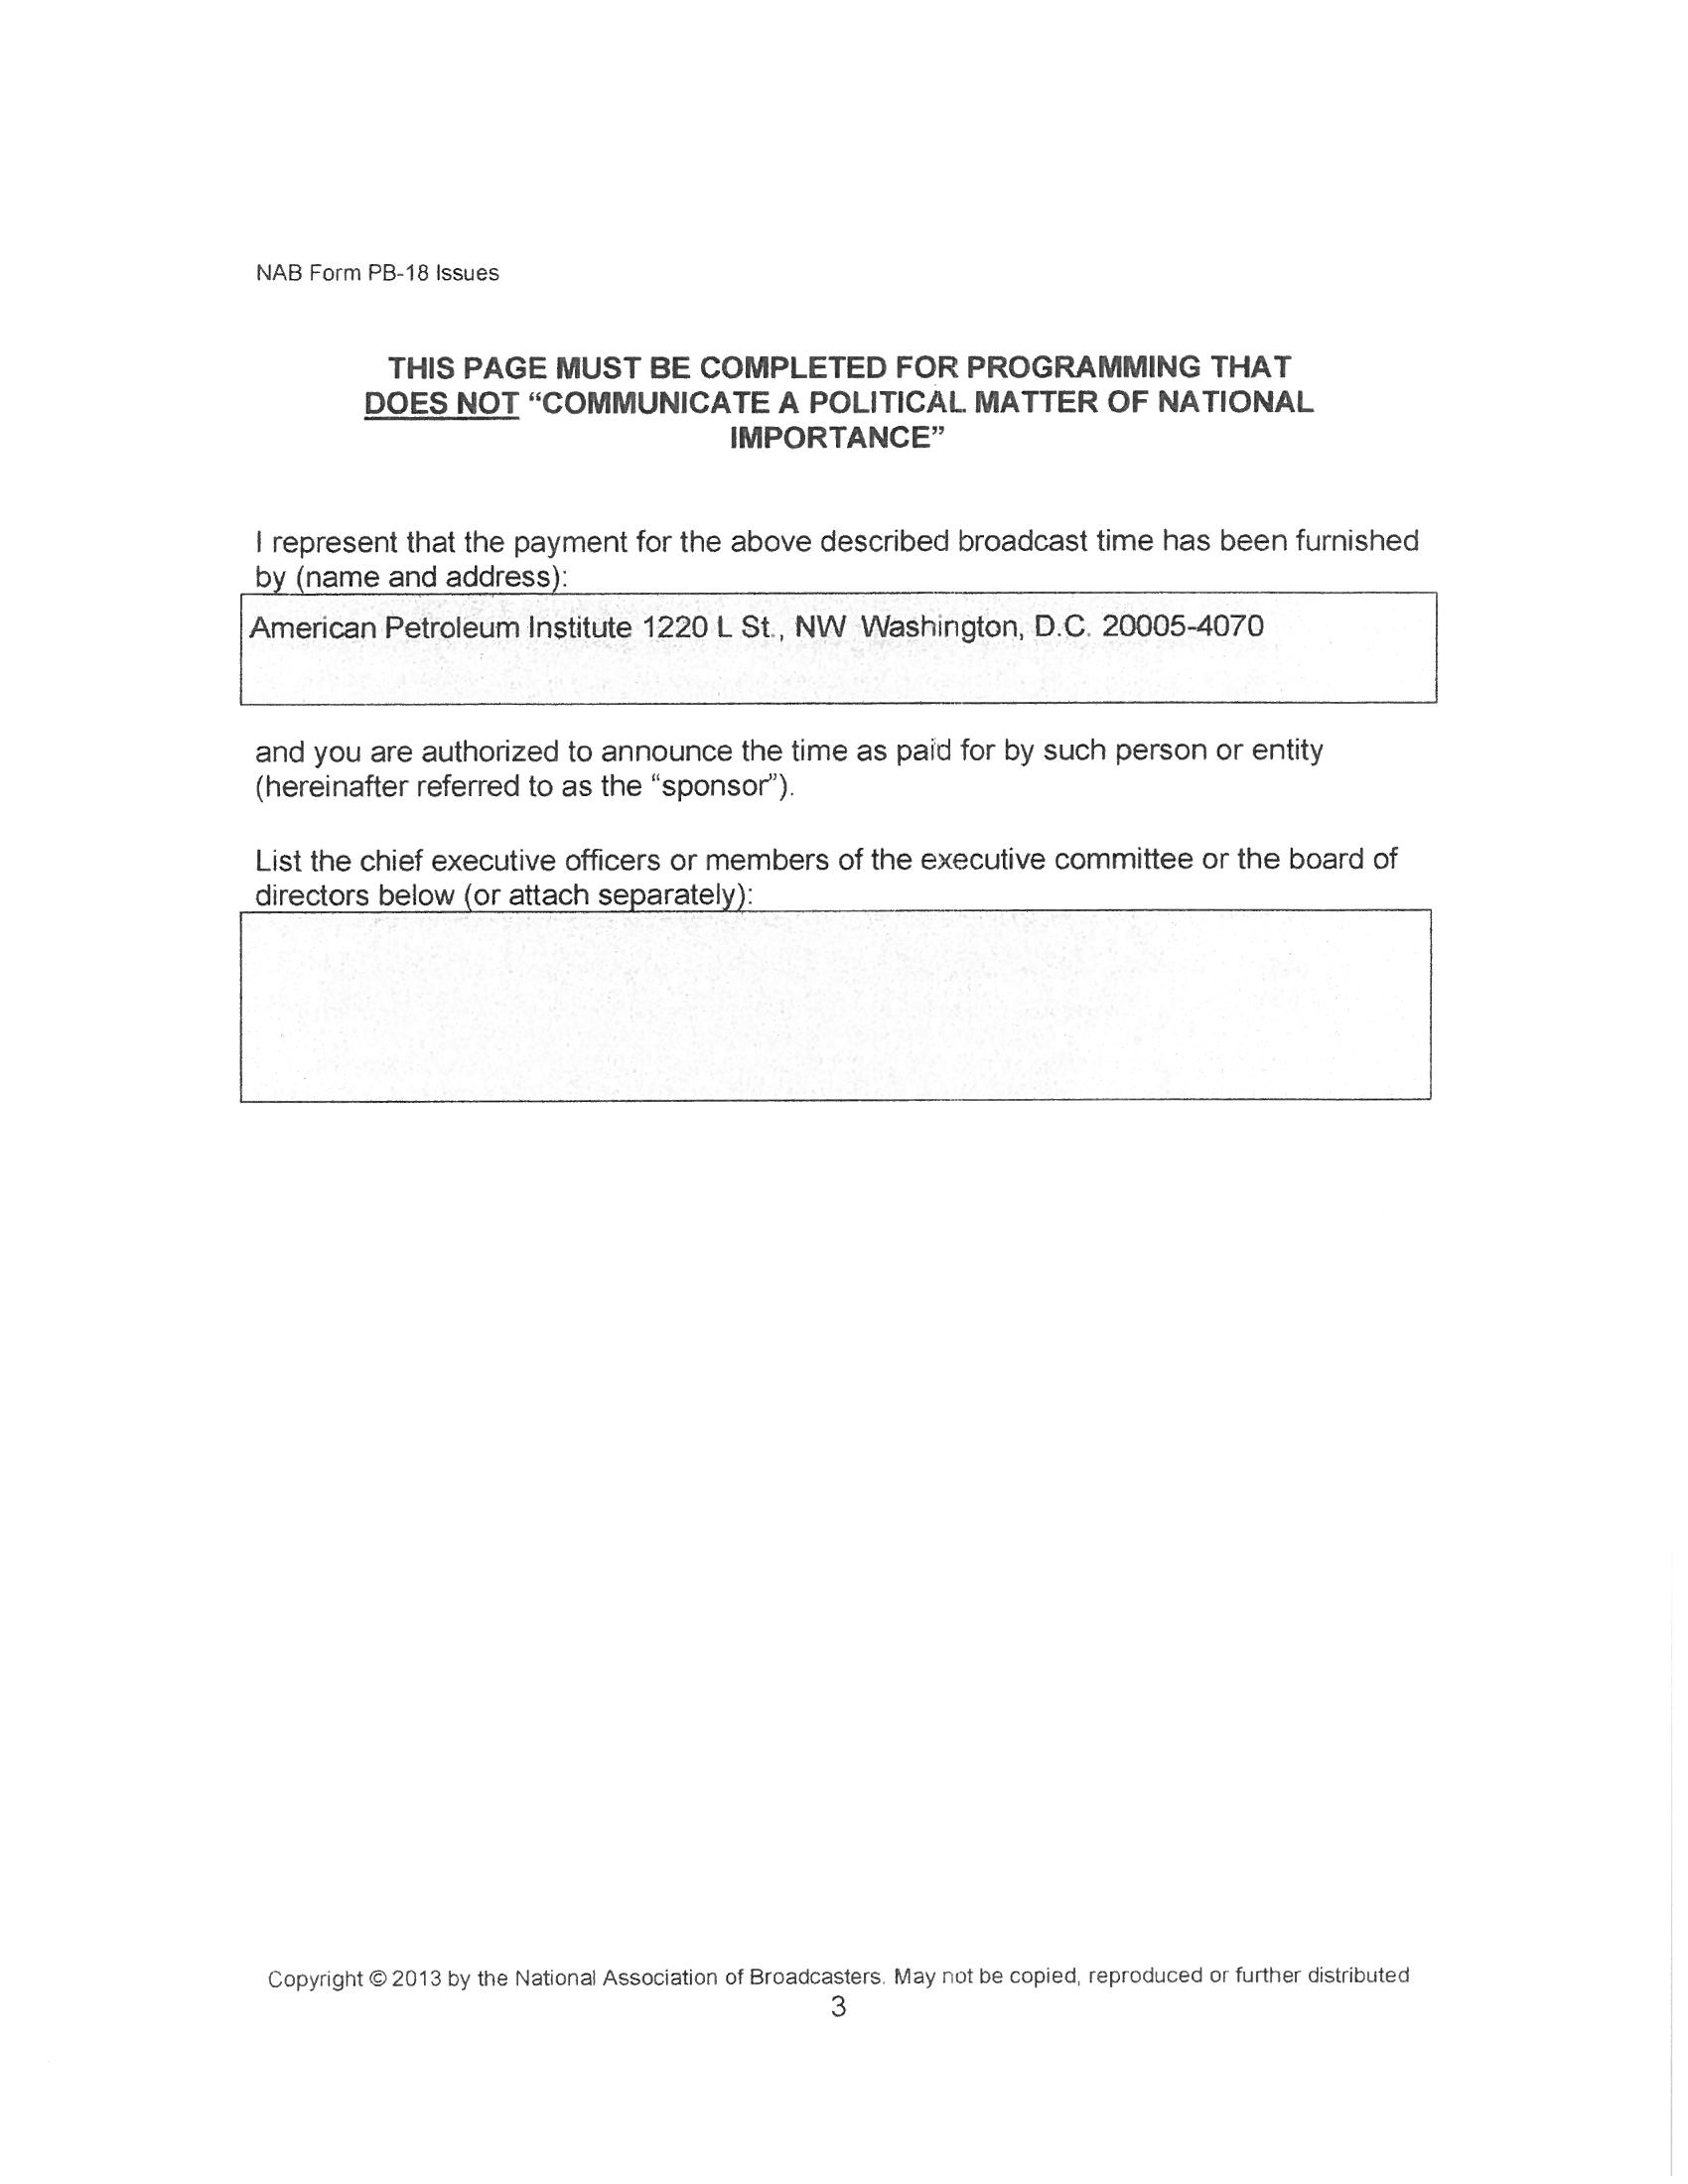 NAB Form PB-18 Issues
THIS PAGE MUST BE COMPLETED FOR PROGRAMMING THAT
DOES NOT “COMMUNICATE A POLITICAL MATTER OF NATIONAL
IMPORTANCE”
I represent that the payment for the above described broadcast time has been furnished
by (name and address):
American Petroleum Institute 1220 L St., NW Washington, D.C. 20005-4070
and you are authorized to announce the time as paid for by such person or entity
(hereinafter referred to as the “sponsor”).
List the chief executive officers or members of the executive committee or the board of
directors below (or attach separately):
Copyright © 2013 by the National Association of Broadcasters. May not be copied, reproduced or further distributed
3